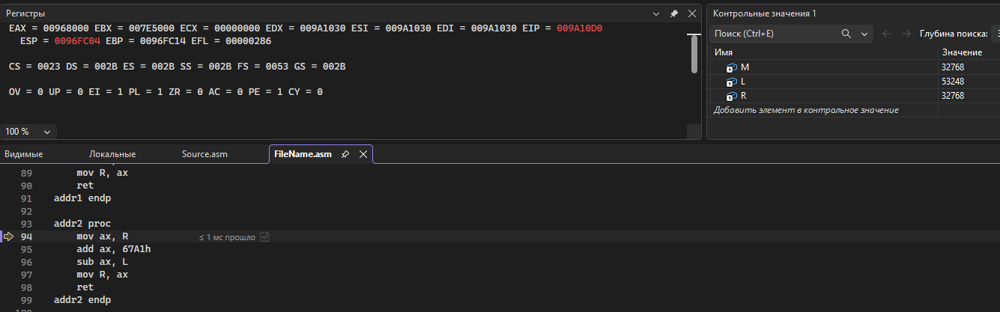 Регистры
EAX = 00968000 EBX = 007E5000 ECX = 00000000 EDX = 009A1030 ESI = 009A1030 EDI = 009A1030 EIP = 009A10D0
ESP = 0096FC04 EBP = 0096FC14 EFL = 00000286
CS = 0023 DS = 002B ES = 002B SS = 002B FS = 0053 GS = 002B
OV = 0 UP = 0 EI = 1 PL = 1 ZR = 0 AC = 0 PE = 1 CY = 0
100 %
Контрольные значения 1
Поиск (Ctrl+E) Глубина поиска:
Имя Значение
M 32768
L 53248
R 32768
Добавить элемент в контрольное значение
Видимые Локальные Source.asm FileName.asm
89 mov R, ax
90 ret
91 addr1 endp
92
93 addr2 proc
94 mov ax, R ≤ 1 мс прошло
95 add ax, 67A1h
96 sub ax, L
97 mov R, ax
98 ret
99 addr2 endp